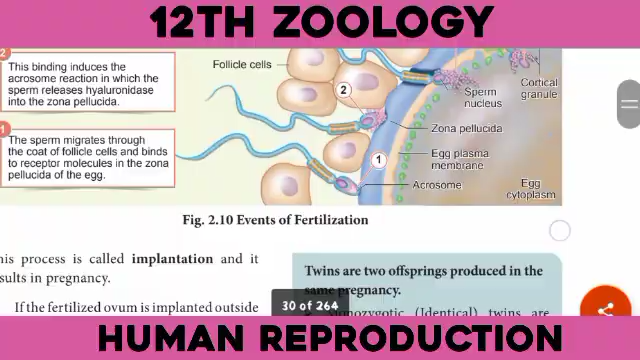 12TH ZOOLOGY
2
This binding induces the
acrosome reaction in which the
sperm releases hyaluronidase
into the zona pellucida.
1
The sperm migrates through
the coat of follicle cells and binds
to receptor molecules in the zona
pellucida of the egg.
Follicle cells
2
Sperm
nucleus
Cortical
granule
Zona pellucida
1
Egg plasma
membrane
Acrosome
Egg
cytoplasm
Fig. 2.10 Events of Fertilization
his process is called implantation and it
sults in pregnancy.
If the fertilized ovum is implanted outside
Twins are two offsprings produced in the
same pregnancy.
(Identical) twins are
30 of 264
HUMAN REPRODUCTION